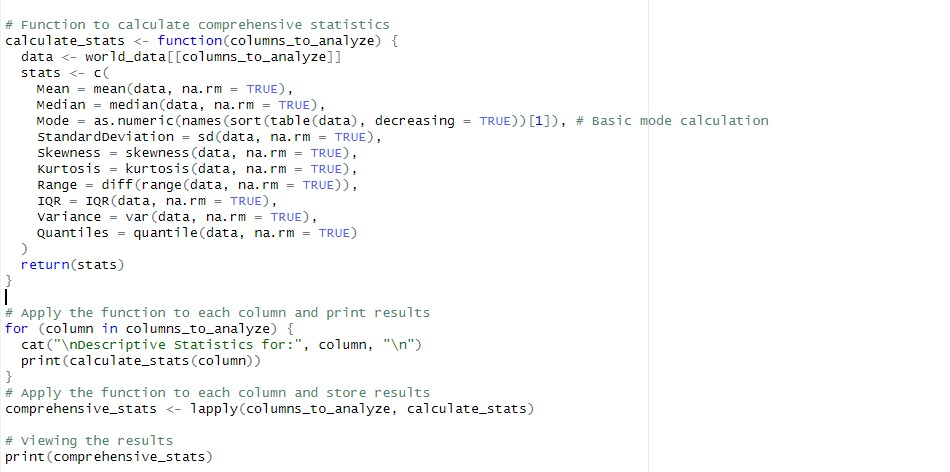 # Function to calculate comprehensive statistics
calculate_stats <- function(columns_to_analyze) {
  data <- world_data[[columns_to_analyze]]
  stats <- c(
    Mean = mean(data, na.rm = TRUE),
    Median = median(data, na.rm = TRUE),
    Mode = as.numeric(names(sort(table(data), decreasing = TRUE))[1]), # Basic mode calculation
    StandardDeviation = sd(data, na.rm = TRUE),
    Skewness = skewness(data, na.rm = TRUE),
    Kurtosis = kurtosis(data, na.rm = TRUE),
    Range = diff(range(data, na.rm = TRUE)),
    IQR = IQR(data, na.rm = TRUE),
    Variance = var(data, na.rm = TRUE),
    Quantiles = quantile(data, na.rm = TRUE)
  )
  return(stats)
}
# Apply the function to each column and print results
for (column in columns_to_analyze) {
  cat("\nDescriptive Statistics for:", column, "\n")
  print(calculate_stats(column))
}
# Apply the function to each column and store results
comprehensive_stats <- lapply(columns_to_analyze, calculate_stats)
# Viewing the results
print(comprehensive_stats)